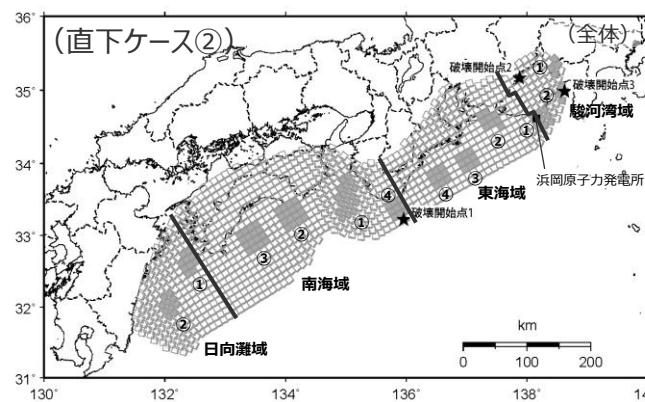 （直下ケース②）
（全体）
破壊開始点2
①
②
破壊開始点3
駿河湾域
②
①
浜岡原子力発電所
③
④
東海域
④
破壊開始点1
①
②
③
南海域
①
②
日向灘域
km
0
100
200
36°
35°
34°
33°
32°
31°
130°
132°
134°
136°
138°
14